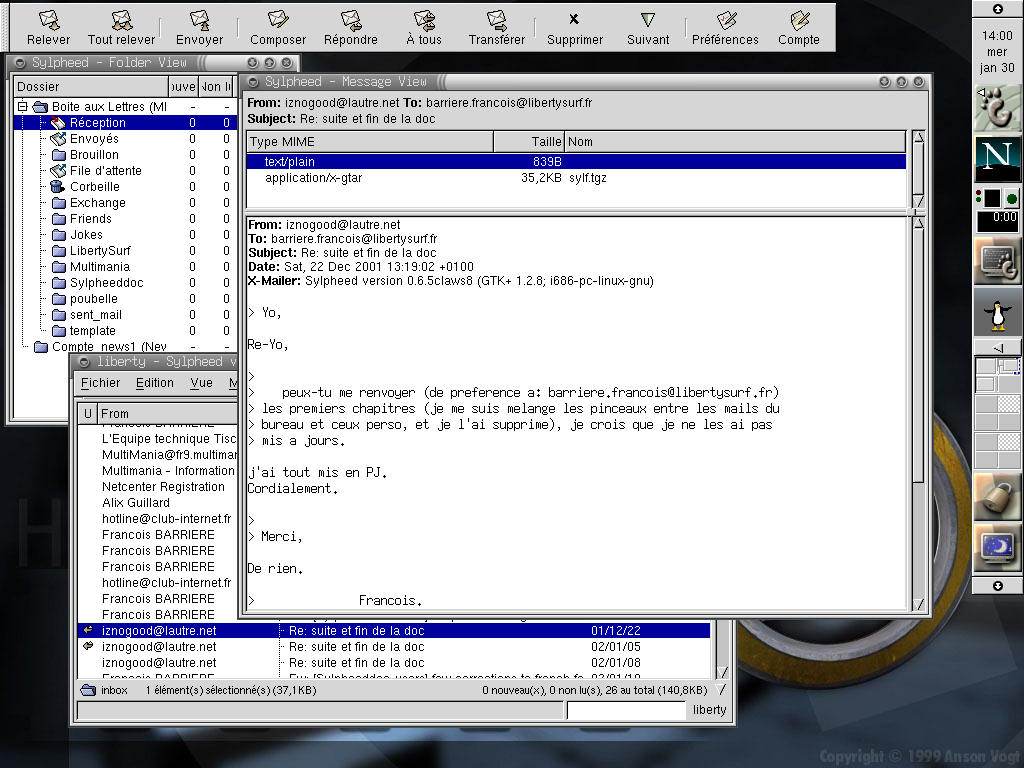 Relever Tout relever Envoyer Composer Répondre À tous Transférer Supprimer Suivant Préférences Compte
14:00
mer
jan 30
N
0:00
Sylpheed - Folder View
Dossier
Boite aux Lettres - -
Réception 0 0
Envoyés 0 0
Brouillon 0 0
File d'attente 0 0
Corbeille 0 0
Exchange 0 0
Friends 0 0
Jokes 0 0
LibertySurf 0 0
Multimania 0 0
Sylpheeddoc 0 0
poubelle 0 0
sent_mail 0 0
template 0 0
Compte_news1 - -
Sylpheed - Message View
From: iznogood@lautre.net To: barriere.francois@libertysurf.fr
Subject: Re: suite et fin de la doc
Type MIME Taille Nom
text/plain 839B
application/x-gtar 35,2KB sylf.tgz
From: iznogood@lautre.net
To: barriere.francois@libertysurf.fr
Subject: Re: suite et fin de la doc
Date: Sat, 22 Dec 2001 13:19:02 +0100
X-Mailer: Sylpheed version 0.6.5claws8 (GTK+ 1.2.8; i686-pc-linux-gnu)
> Yo,
Re-Yo,
>
> peux-tu me renvoyer (de preference a: barriere.francois@libertysurf.fr)
> les premiers chapitres (je me suis melange les pinceaux entre les mails du
> bureau et ceux perso, et je l'ai supprime), je crois que je ne les ai pas
> mis a jours.
j'ai tout mis en PJ.
Cordialement.
>
> Merci,
De rien.
> Francois.
liberty - Sylpheed
Fichier Edition Vue
U From
L'Equipe technique
MultiMania@fr9.multimania
Multimania - Information
Netcenter Registration
Alix Guillard
hotline@club-internet.fr
Francois BARRIERE
Francois BARRIERE
Francois BARRIERE
hotline@club-internet.fr
Francois BARRIERE
Francois BARRIERE
iznogood@lautre.net Re: suite et fin de la doc 01/12/22
iznogood@lautre.net Re: suite et fin de la doc 02/01/05
iznogood@lautre.net Re: suite et fin de la doc 02/01/08
inbox 1 élément(s) sélectionné(s) (37,1KB) 0 nouveau(x), 0 non lu(s), 26 au total (140,8KB)
liberty
Copyright © 1999 Anson Vogt